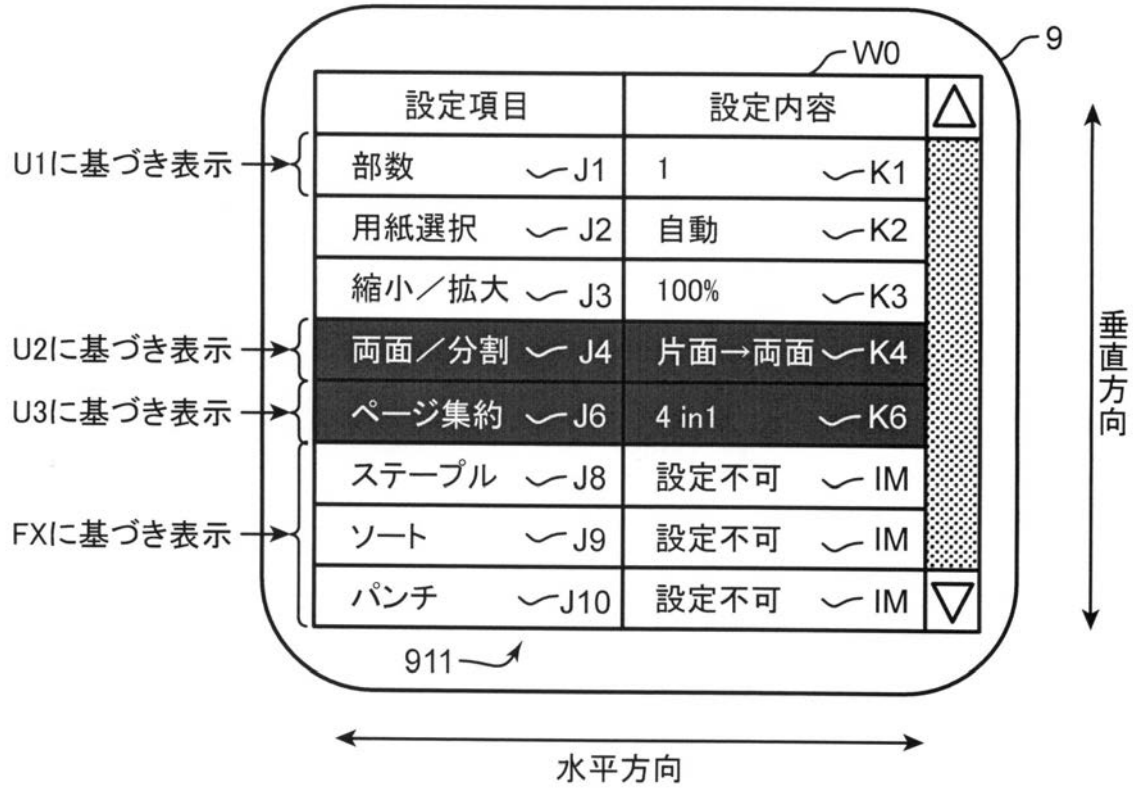 9
W0
設定項目 設定内容
U1に基づき表示 部数 J1 1 K1
用紙選択 J2 自動 K2
縮小／拡大 J3 100% K3
U2に基づき表示 両面／分割 J4 片面→両面 K4
U3に基づき表示 ページ集約 J6 4 in1 K6
ステープル J8 設定不可 IM
FXに基づき表示 ソート J9 設定不可 IM
パンチ J10 設定不可 IM
911
垂直方向
水平方向